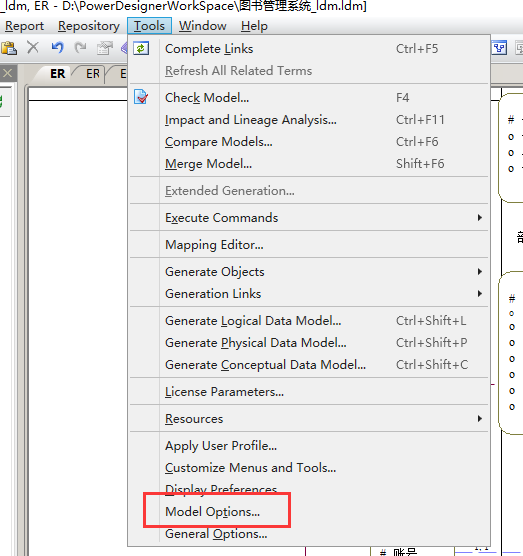 _ldm, ER - D:\PowerDesignerWorkSpace\图书管理系统_ldm.ldm]
Report Repository Tools Window Help
ER ER E
Complete Links Ctrl+F5
Refresh All Related Terms
Check Model... F4
Impact and Lineage Analysis... Ctrl+F11
Compare Models... Ctrl+F6
Merge Model... Shift+F6
Extended Generation...
Execute Commands
Mapping Editor...
Generate Objects
Generation Links
Generate Logical Data Model... Ctrl+Shift+L
Generate Physical Data Model... Ctrl+Shift+P
Generate Conceptual Data Model... Ctrl+Shift+C
License Parameters...
Resources
Apply User Profile...
Customize Menus and Tools...
Display Preferences...
Model Options...
General Options...
#
o
o
o
#
o
o
o
o
o
o
o
# 账号
1,1